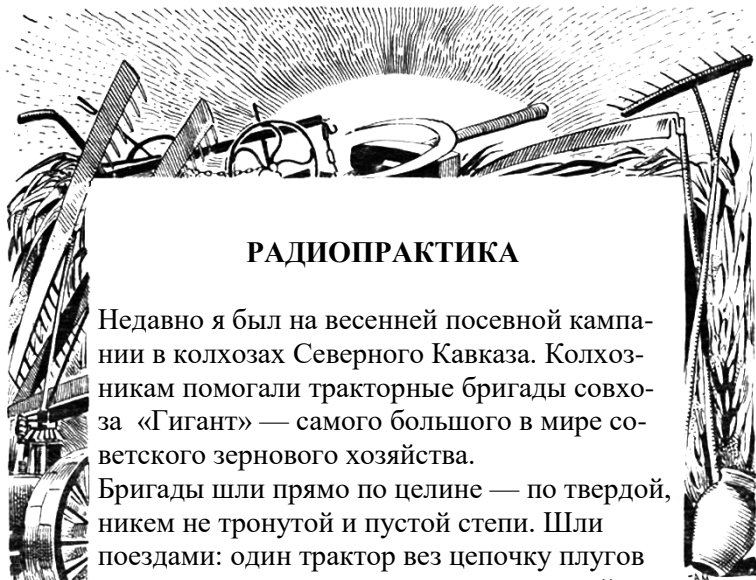 РАДИОПРАКТИКА
Недавно я был на весенней посевной кампа-
нии в колхозах Северного Кавказа. Колхоз-
никам помогали тракторные бригады совхо-
за «Гигант» — самого большого в мире со-
ветского зернового хозяйства.
Бригады шли прямо по целине — по твердой,
никем не тронутой и пустой степи. Шли
поездами: один трактор вез цепочку плугов